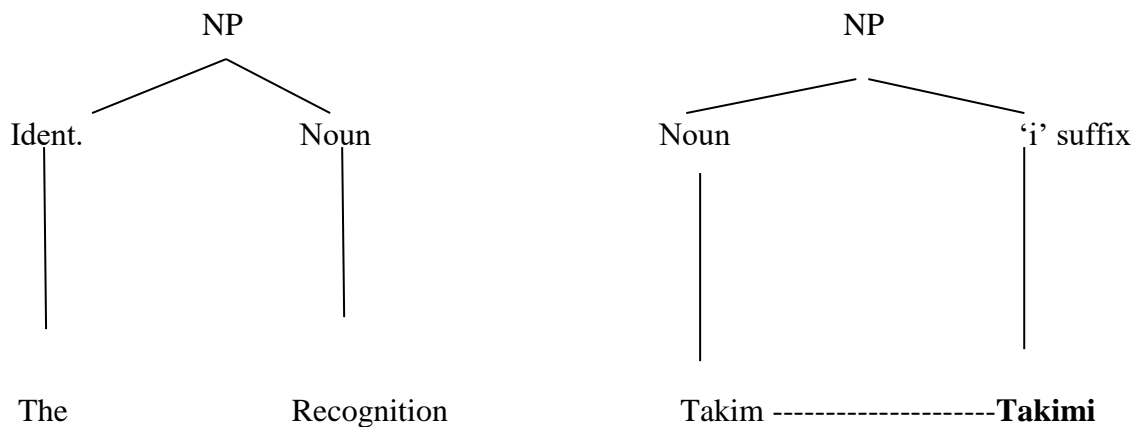 NP NP
Ident. Noun Noun ‘i’ suffix
The Recognition Takim ---------------------Takimi